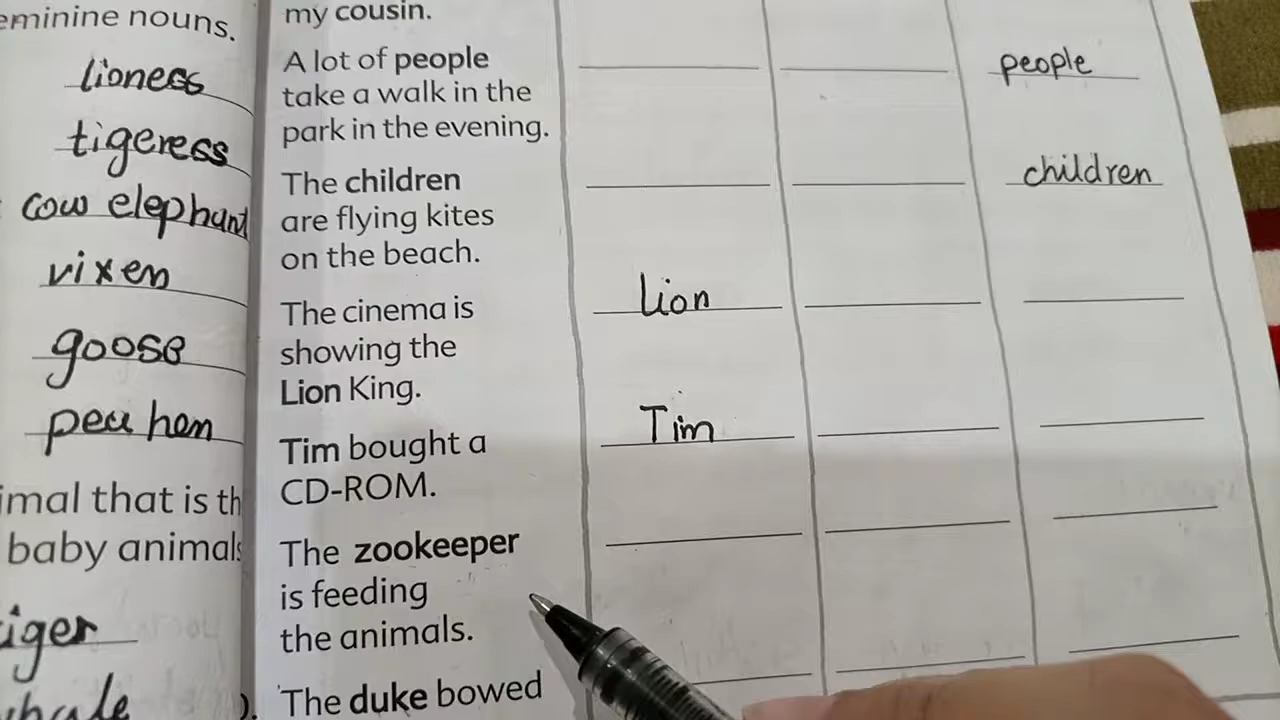 eminine nouns.
lioness
tigeress
cow elephant
vixen
goose
pea hen
imal that is th
baby animals
iger
whale
my cousin.
A lot of people
take a walk in the
park in the evening.
people
The children
are flying kites
on the beach.
children
The cinema is
showing the
Lion King.
lion
Tim bought a
CD-ROM.
Tim
The zookeeper
is feeding
the animals.
).
The duke bowed